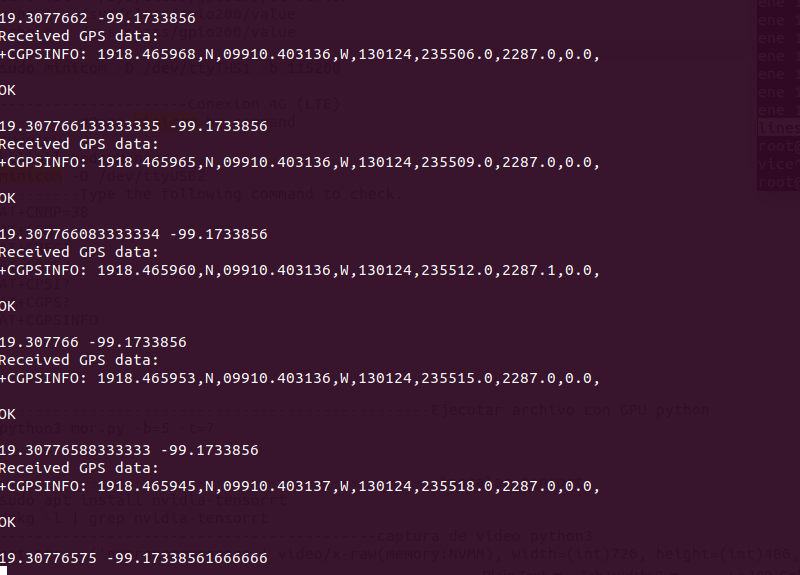 19.3077662 -99.1733856
Received GPS data:
+CGPSINFO: 1918.465968,N,09910.403136,W,130124,235506.0,2287.0,0.0,
OK
19.307766133333335 -99.1733856
Received GPS data:
+CGPSINFO: 1918.465965,N,09910.403136,W,130124,235509.0,2287.0,0.0,
OK
19.307766083333334 -99.1733856
Received GPS data:
+CGPSINFO: 1918.465960,N,09910.403136,W,130124,235512.0,2287.1,0.0,
OK
19.307766 -99.1733856
Received GPS data:
+CGPSINFO: 1918.465953,N,09910.403136,W,130124,235515.0,2287.0,0.0,
OK
19.30776588333333 -99.1733856
Received GPS data:
+CGPSINFO: 1918.465945,N,09910.403137,W,130124,235518.0,2287.0,0.0,
OK
19.30776575 -99.17338561666666